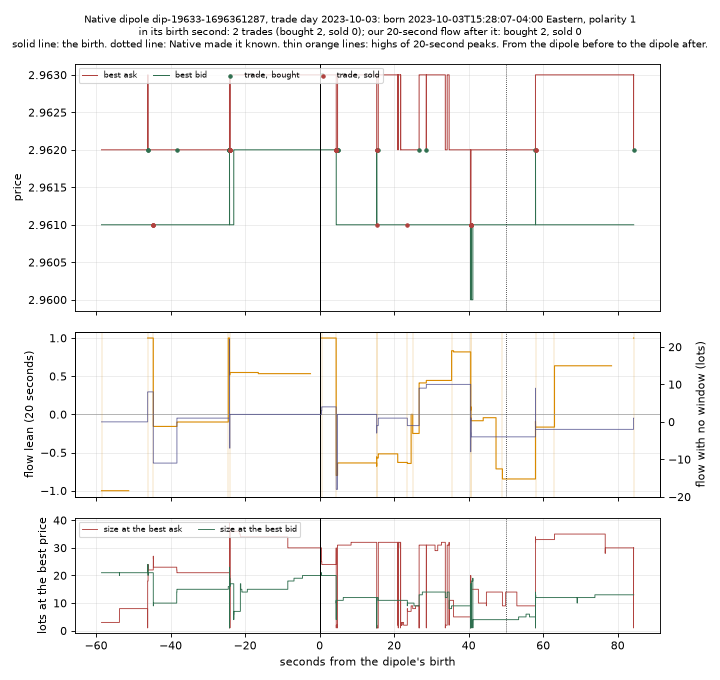 Native dipole dip-19633-1696361287, trade day 2023-10-03: born 2023-10-03T15:28:07-04:00 Eastern, polarity 1
in its birth second: 2 trades (bought 2, sold 0); our 20-second flow after it: bought 2, sold 0
solid line: the birth. dotted line: Native made it known. thin orange lines: highs of 20-second peaks. From the dipole before to the dipole after.
best ask best bid trade, bought trade, sold
2.9630
2.9625
2.9620
2.9615
2.9610
2.9605
2.9600
price
1.0
0.5
0.0
−0.5
−1.0
flow lean (20 seconds)
20
10
0
−10
−20
flow with no window (lots)
size at the best ask size at the best bid
40
30
20
10
0
lots at the best price
−60 −40 −20 0 20 40 60 80
seconds from the dipole's birth